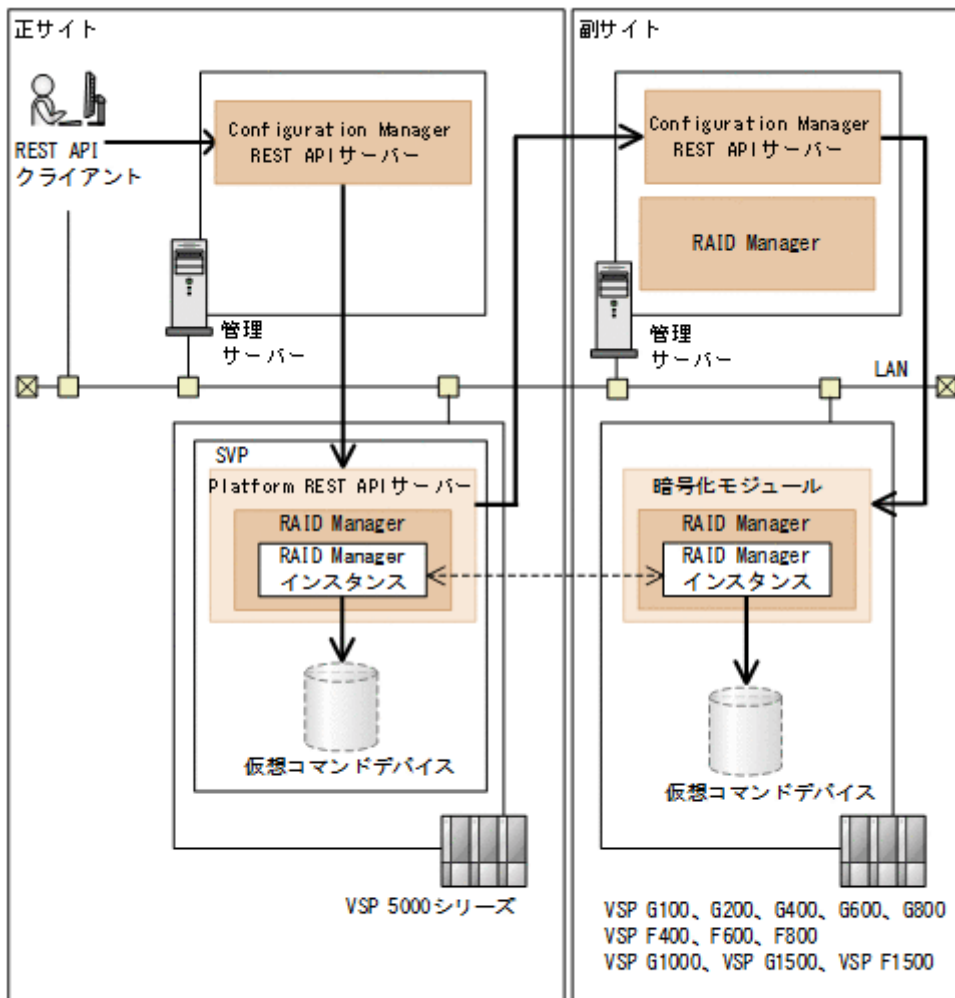 正サイト
REST API
クライアント
Configuration Manager
REST APIサーバー
管理
サーバー
副サイト
Configuration Manager
REST APIサーバー
RAID Manager
管理
サーバー
LAN
SVP
Platform REST APIサーバー
RAID Manager
RAID Manager
インスタンス
仮想コマンドデバイス
VSP 5000シリーズ
暗号化モジュール
RAID Manager
RAID Manager
インスタンス
仮想コマンドデバイス
VSP G100、G200、G400、G600、G800
VSP F400、F600、F800
VSP G1000、VSP G1500、VSP F1500